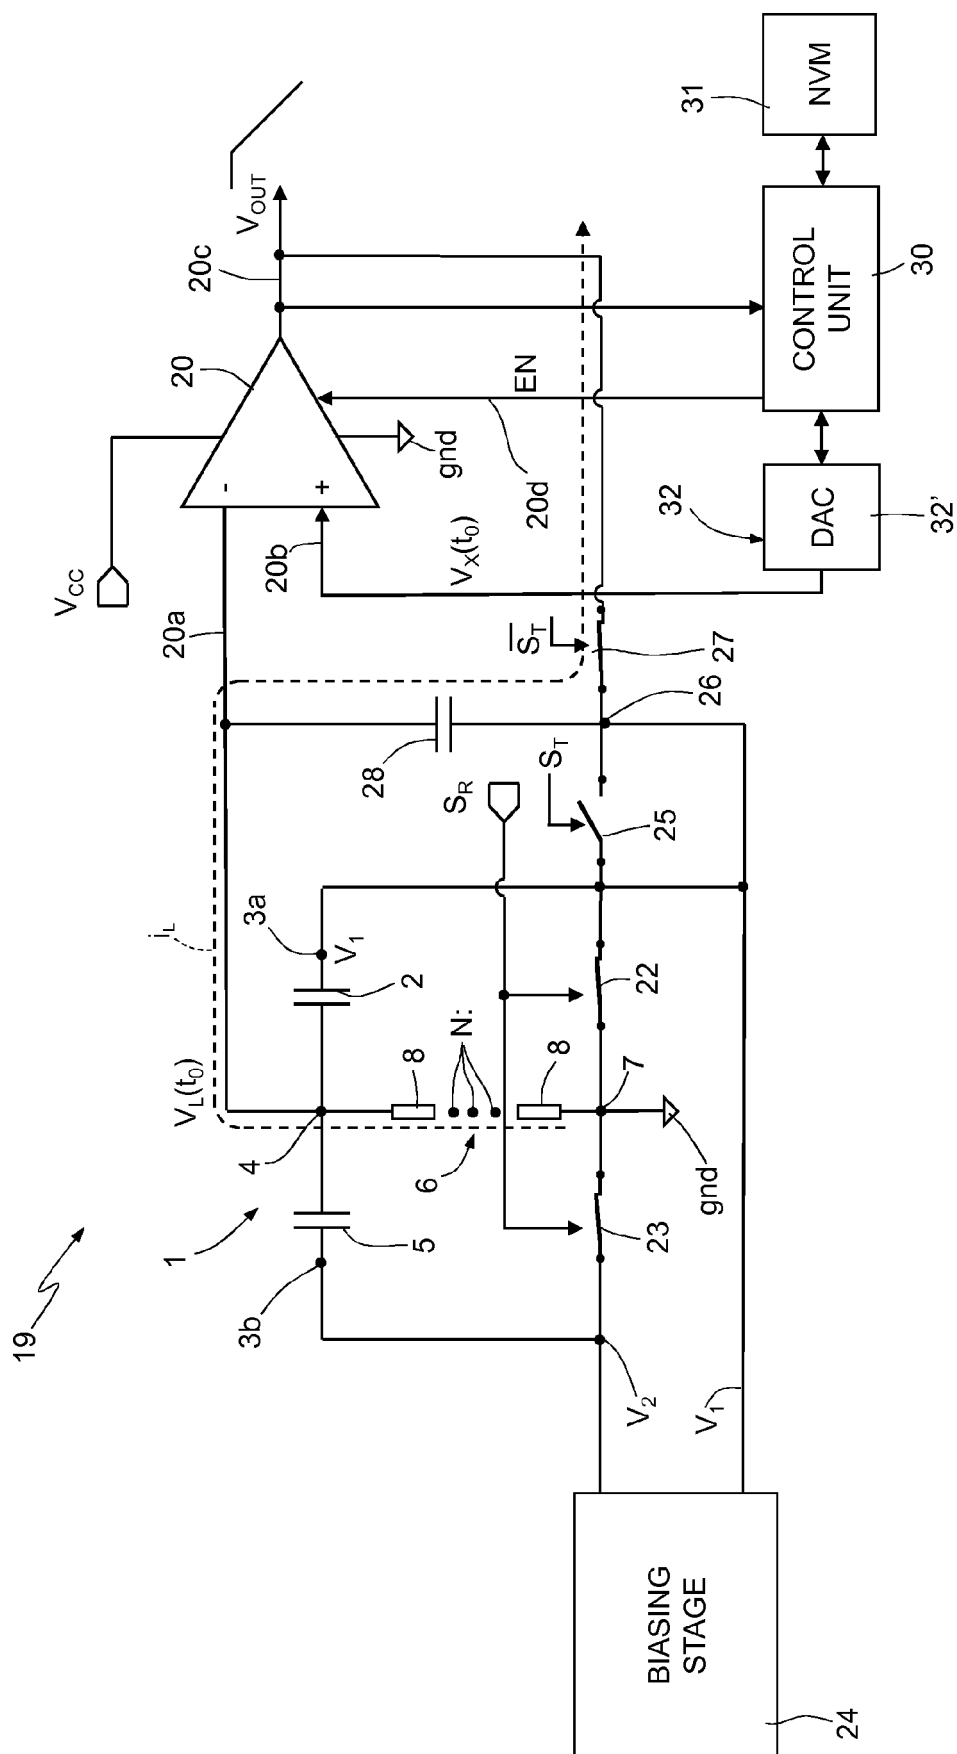 19
V_CC
20a
20
20c
V_OUT
20b
V_X(t_0)
gnd
EN
20d
31
NVM
CONTROL
UNIT
30
32
DAC
32'
i_L
V_L(t_0)
3a
V_1
2
28
S_R
S_T
S̅_T
27
26
25
1
4
8
N:
8
6
22
7
gnd
5
3b
23
V_2
V_1
BIASING
STAGE
24
-
+